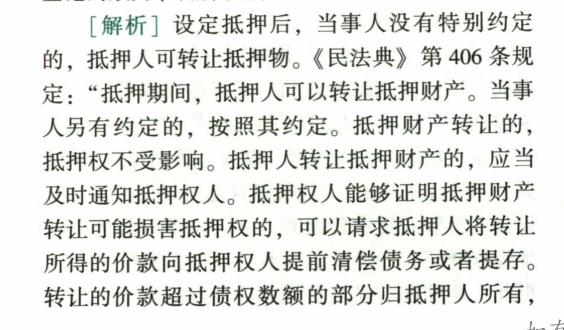 [解析] 设定抵押后，当事人没有特别约定
的，抵押人可转让抵押物。《民法典》第 406 条规
定：“抵押期间，抵押人可以转让抵押财产。当事
人另有约定的，按照其约定。抵押财产转让的，
抵押权不受影响。抵押人转让抵押财产的，应当
及时通知抵押权人。抵押权人能够证明抵押财产
转让可能损害抵押权的，可以请求抵押人将转让
所得的价款向抵押权人提前清偿债务或者提存。
转让的价款超过债权数额的部分归抵押人所有，